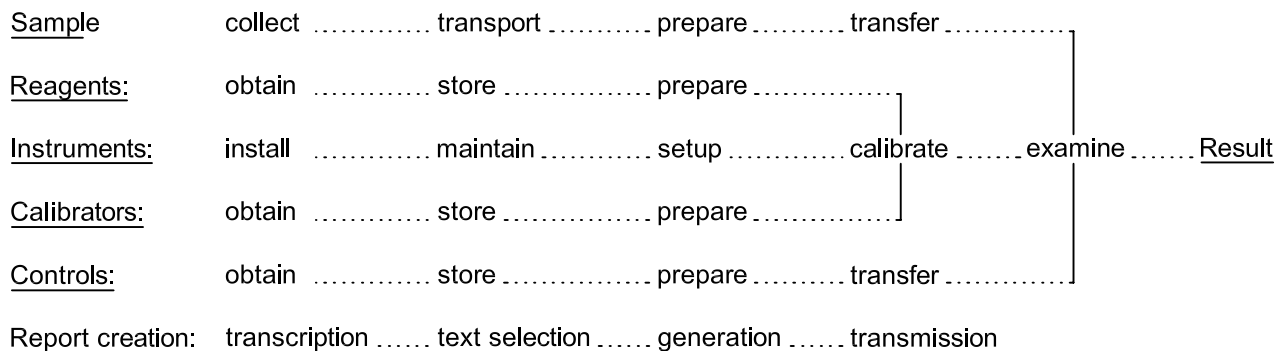 Sample collect transport prepare transfer
Reagents: obtain store prepare
Instruments: install maintain setup calibrate examine Result
Calibrators: obtain store prepare
Controls: obtain store prepare transfer
Report creation: transcription text selection generation transmission